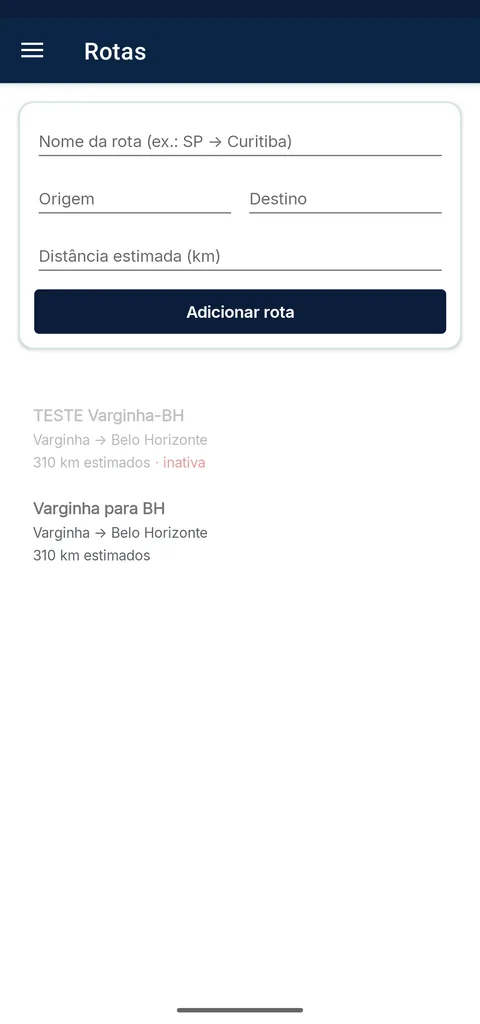 Rotas
Nome da rota (ex.: SP → Curitiba)
Origem
Destino
Distância estimada (km)
Adicionar rota
TESTE Varginha-BH
Varginha → Belo Horizonte
310 km estimados · inativa
Varginha para BH
Varginha → Belo Horizonte
310 km estimados